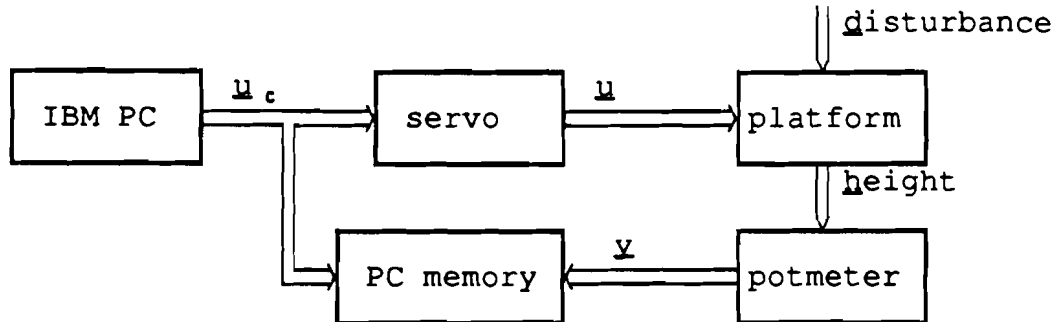 disturbance
IBM PC
u c
servo
u
platform
height
PC memory
y
potmeter